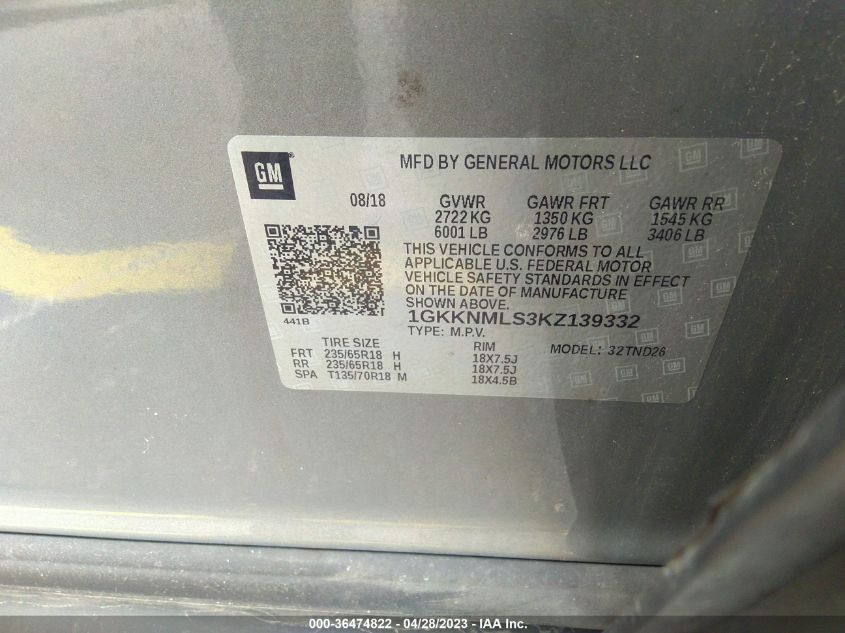 GM
MFD BY GENERAL MOTORS LLC
08/18 GVWR GAWR FRT GAWR RR
2722 KG 1350 KG 1545 KG
6001 LB 2976 LB 3406 LB
THIS VEHICLE CONFORMS TO ALL
APPLICABLE U.S. FEDERAL MOTOR
VEHICLE SAFETY STANDARDS IN EFFECT
ON THE DATE OF MANUFACTURE
SHOWN ABOVE.
441B
1GKKNMLS3KZ139332
TYPE: M.P.V. MODEL: 32TND26
TIRE SIZE RIM
FRT 235/65R18 H 18X7.5J
RR 235/65R18 H 18X7.5J
SPA T135/70R18 M 18X4.5B
000-36474822 - 04/28/2023 - IAA Inc.